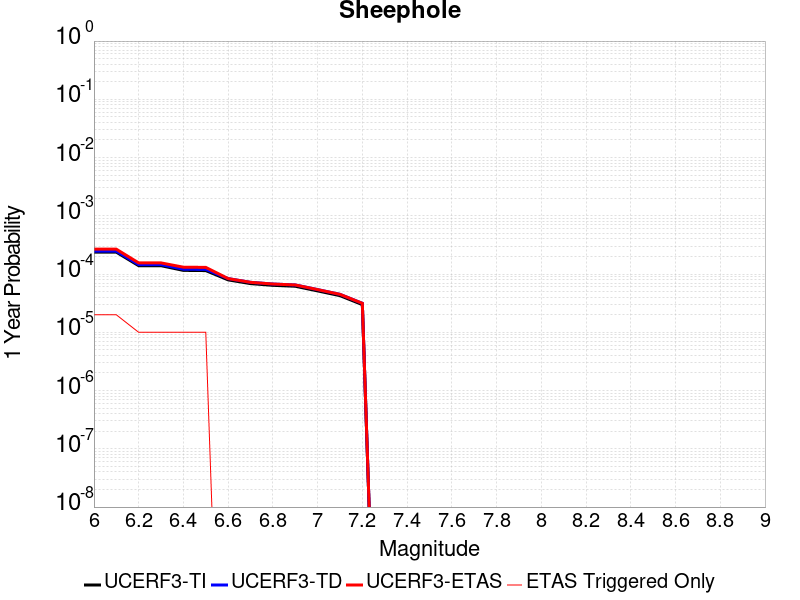 Sheephole
10^0
10^-1
10^-2
10^-3
10^-4
10^-5
10^-6
10^-7
10^-8
1 Year Probability
6 6.2 6.4 6.6 6.8 7 7.2 7.4 7.6 7.8 8 8.2 8.4 8.6 8.8 9
Magnitude
UCERF3-TI UCERF3-TD UCERF3-ETAS ETAS Triggered Only